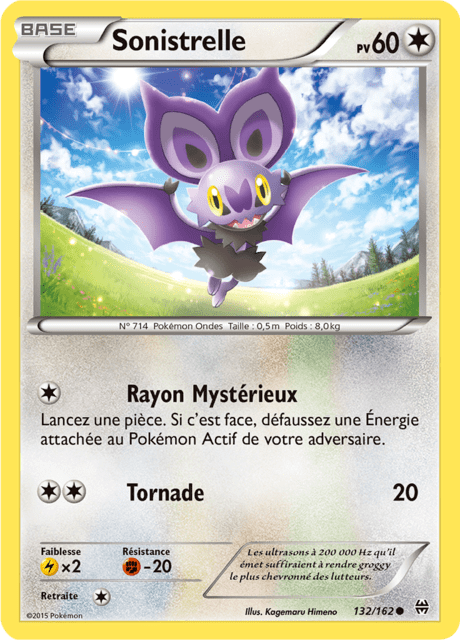 BASE
Sonistrelle
PV60
N° 714 Pokémon Ondes Taille : 0,5 m Poids : 8,0 kg
Rayon Mystérieux
Lancez une pièce. Si c'est face, défaussez une Énergie
attachée au Pokémon Actif de votre adversaire.
Tornade 20
Faiblesse Résistance
×2 -20
Retraite
Les ultrasons à 200 000 Hz qu'il
émet suffiraient à rendre groggy
le plus chevronné des lutteurs.
©2015 Pokémon
Illus. Kagemaru Himeno
132/162